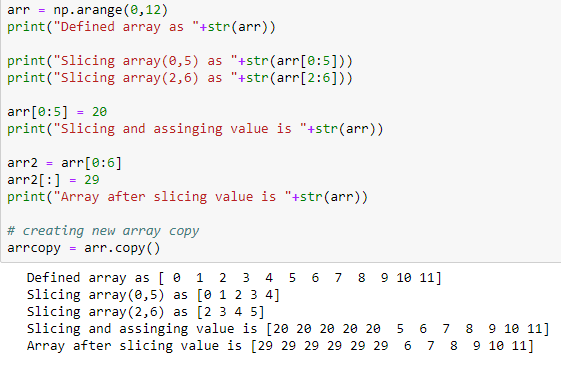 arr = np.arange(0,12)
print("Defined array as "+str(arr))
print("Slicing array(0,5) as "+str(arr[0:5]))
print("Slicing array(2,6) as "+str(arr[2:6]))
arr[0:5] = 20
print("Slicing and assinging value is "+str(arr))
arr2 = arr[0:6]
arr2[:] = 29
print("Array after slicing value is "+str(arr))
# creating new array copy
arrcopy = arr.copy()
Defined array as [ 0  1  2  3  4  5  6  7  8  9 10 11]
Slicing array(0,5) as [0 1 2 3 4]
Slicing array(2,6) as [2 3 4 5]
Slicing and assinging value is [20 20 20 20 20  5  6  7  8  9 10 11]
Array after slicing value is [29 29 29 29 29 29  6  7  8  9 10 11]